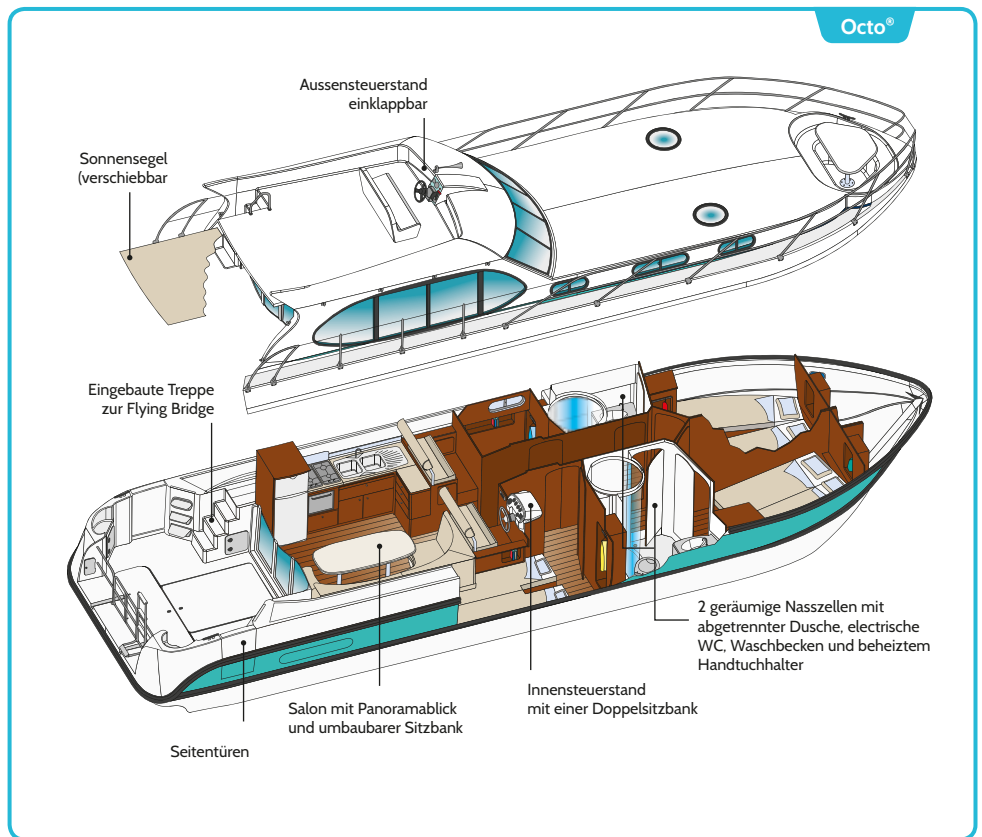 Octo®
Aussensteuerstand
einklappbar
Sonnensegel
(verschiebbar
Eingebaute Treppe
zur Flying Bridge
2 geräumige Nasszellen mit
abgetrennter Dusche, electrische
WC, Waschbecken und beheiztem
Handtuchhalter
Innensteuerstand
mit einer Doppelsitzbank
Salon mit Panoramablick
und umbaubarer Sitzbank
Seitentüren